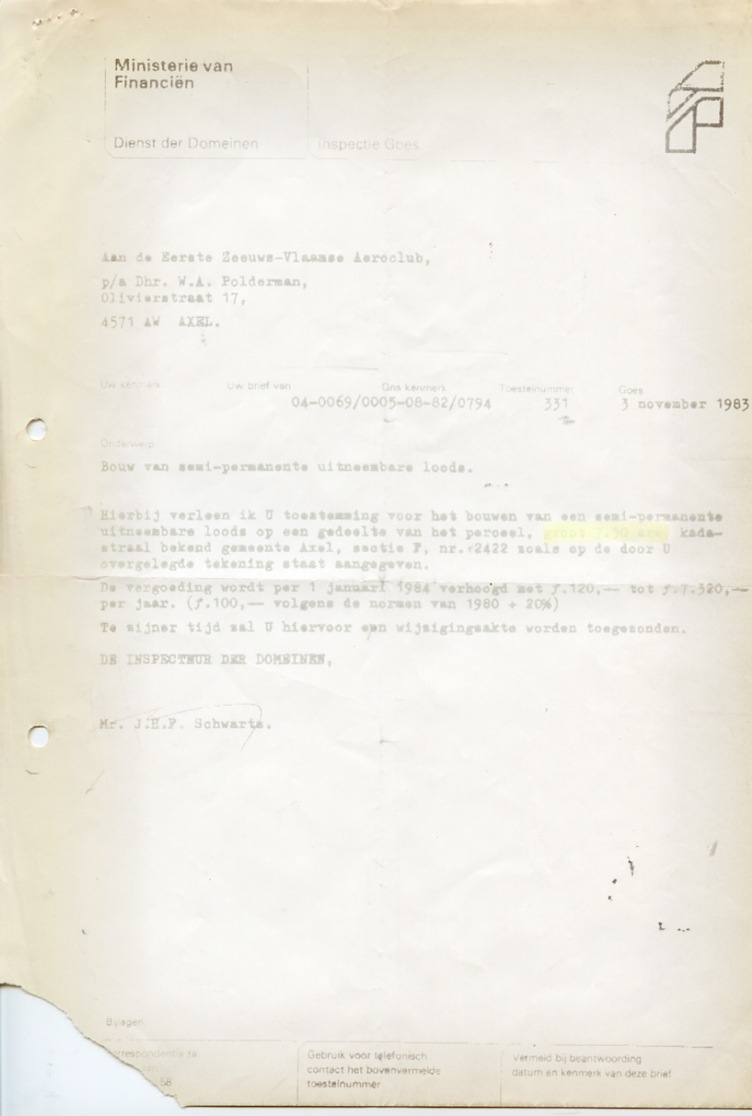 Ministerie van
Financiën
Dienst der Domeinen
Inspectie Goes
Aan de Eerste Zeeuws-Vlaamse Aeroclub,
p/a Dhr. W.A. Polderman,
Olivierstraat 17,
4571 AW AXEL.
Uw kenmerk Uw brief van Ons kenmerk Toestelnummer Goes
04-0069/0005-08-82/0794 331 3 november 1983
Onderwerp
Bouw van semi-permanente uitneembare loods.
Hierbij verleen ik U toestemming voor het bouwen van een semi-permanente
uitneembare loods op een gedeelte van het perceel, groot 7.50 are, kada-
straal bekend gemeente Axel, sectie F, nr. 2422 zoals op de door U
overgelegde tekening staat aangegeven.
De vergoeding wordt per 1 januari 1984 verhoogd met ƒ.120,— tot ƒ.1.320,—
per jaar. (ƒ.100,— volgens de normen van 1980 + 20%)
Te zijner tijd zal U hiervoor een wijzigingsakte worden toegezonden.
DE INSPECTEUR DER DOMEINEN,
Mr. J.H.F. Schwartz.
Bijlagen
correspondentie te
68
Gebruik voor telefonisch
contact het bovenvermelde
toestelnummer
Vermeld bij beantwoording
datum en kenmerk van deze brief